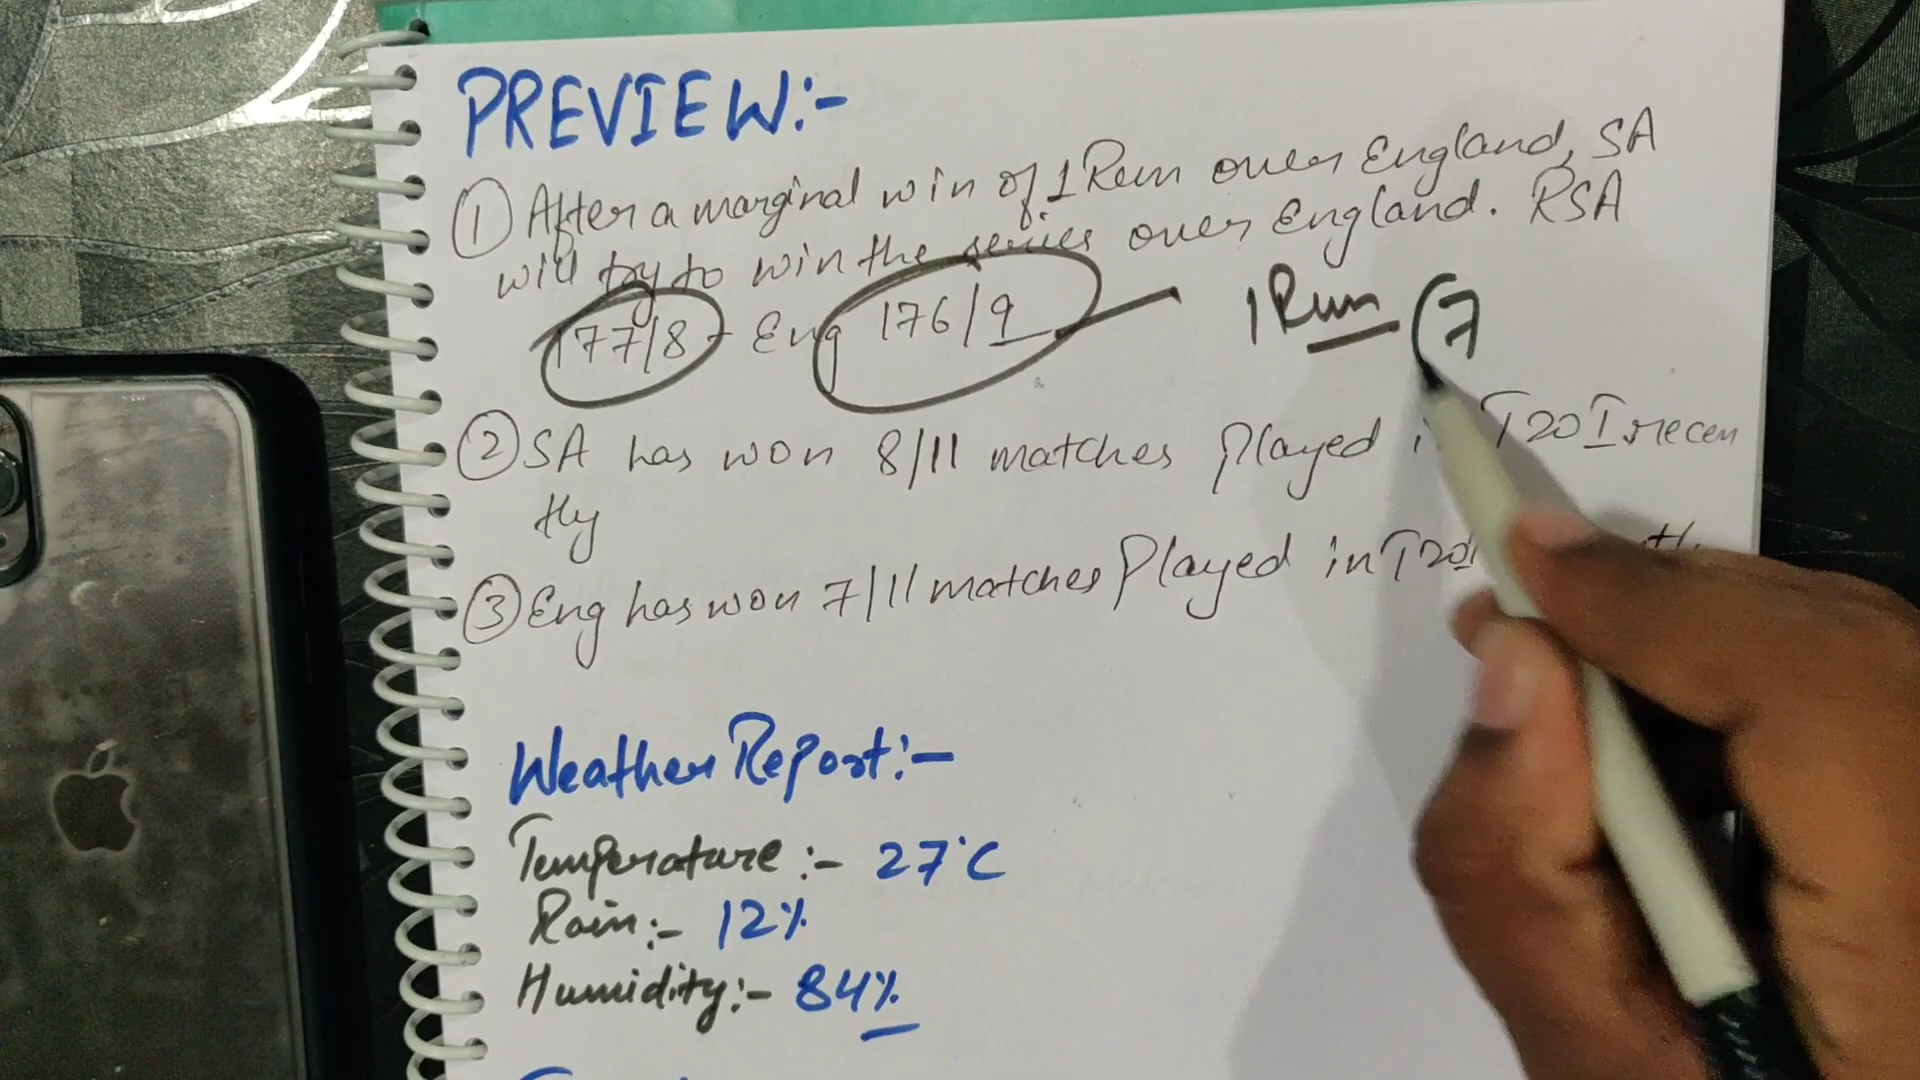 PREVIEW:-
① After a marginal win of 1 Run over England, SA
will try to win the series over England. RSA
177/8 - Eng 176/9 1 Run (7
② SA has won 8/11 matches played T20I recen
tly
③ Eng has won 7/11 matches Played in T20I
Weather Report:-
Temperature :- 27°C
Rain:- 12%
Humidity:- 84%